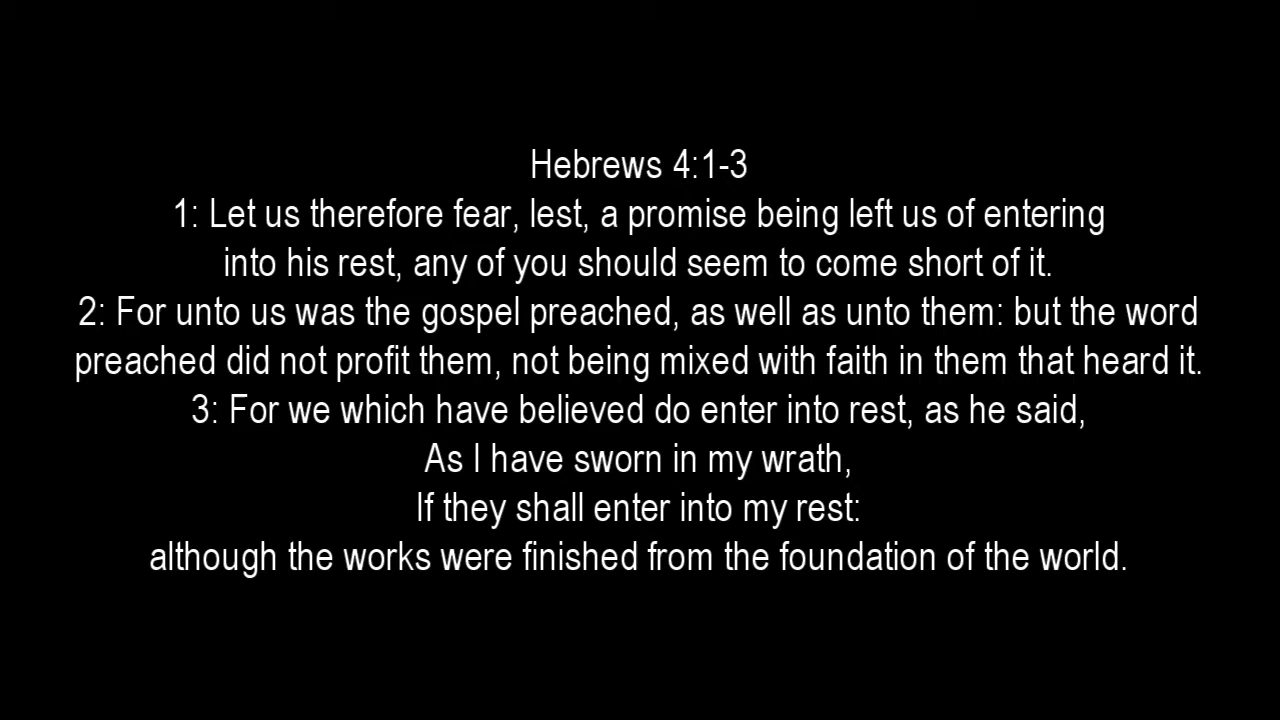 Hebrews 4:1-3
1: Let us therefore fear, lest, a promise being left us of entering
into his rest, any of you should seem to come short of it.
2: For unto us was the gospel preached, as well as unto them: but the word
preached did not profit them, not being mixed with faith in them that heard it.
3: For we which have believed do enter into rest, as he said,
As I have sworn in my wrath,
If they shall enter into my rest:
although the works were finished from the foundation of the world.